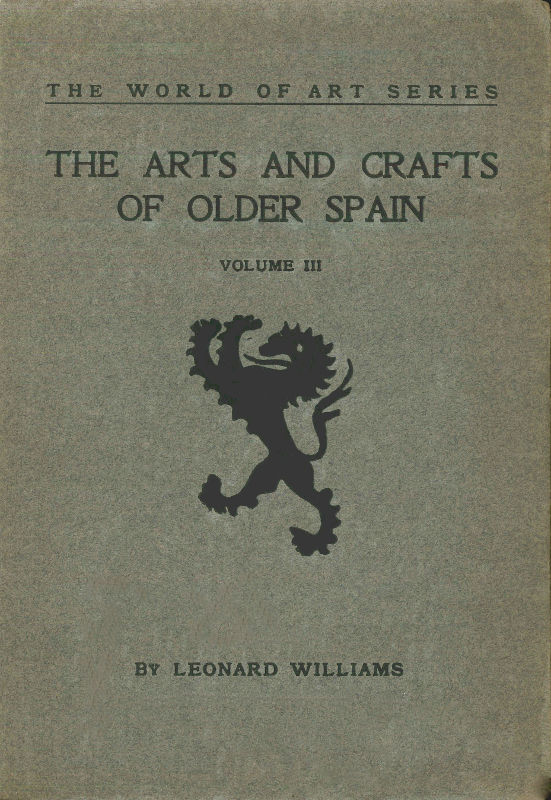 THE WORLD OF ART SERIES
THE ARTS AND CRAFTS
OF OLDER SPAIN
VOLUME III
BY LEONARD WILLIAMS